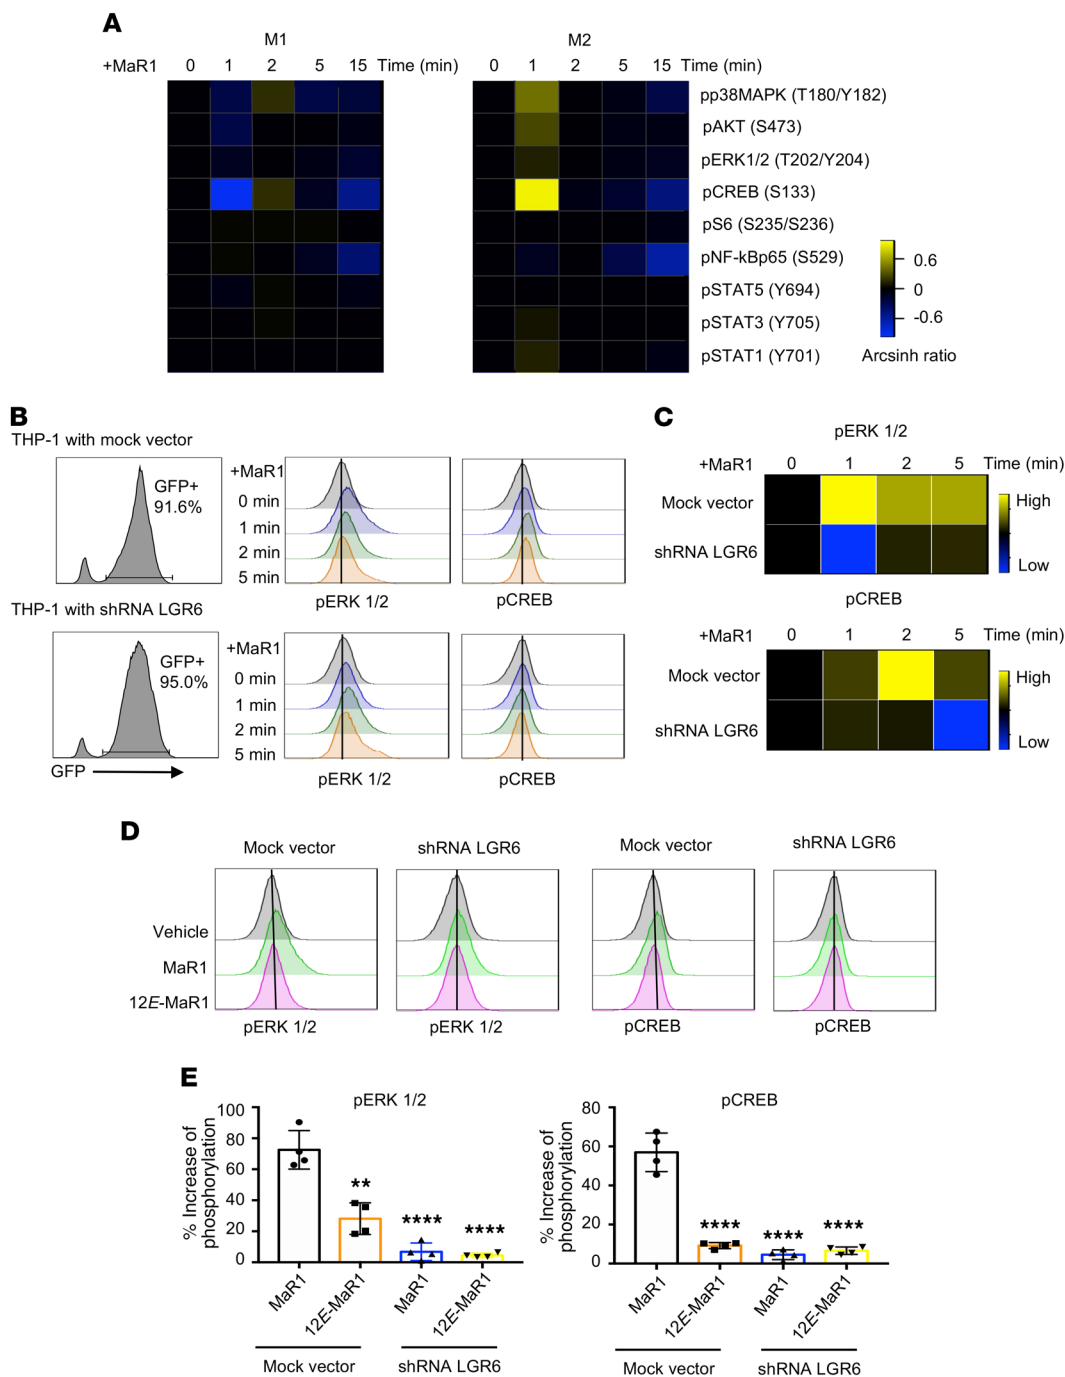 A
M1
M2
+MaR1 0 1 2 5 15 Time (min)
0 1 2 5 15 Time (min)
pp38MAPK (T180/Y182)
pAKT (S473)
pERK1/2 (T202/Y204)
pCREB (S133)
pS6 (S235/S236)
pNF-kBp65 (S529)
pSTAT5 (Y694)
pSTAT3 (Y705)
pSTAT1 (Y701)
0.6
0
-0.6
Arcsinh ratio
B
THP-1 with mock vector
GFP+
91.6%
+MaR1
0 min
1 min
2 min
5 min
pERK 1/2
pCREB
THP-1 with shRNA LGR6
GFP+
95.0%
GFP
+MaR1
0 min
1 min
2 min
5 min
pERK 1/2
pCREB
C
pERK 1/2
+MaR1 0 1 2 5 Time (min)
Mock vector
shRNA LGR6
High
Low
pCREB
+MaR1 0 1 2 5 Time (min)
Mock vector
shRNA LGR6
High
Low
D
Mock vector
shRNA LGR6
Mock vector
shRNA LGR6
Vehicle
MaR1
12E-MaR1
pERK 1/2
pERK 1/2
pCREB
pCREB
E
pERK 1/2
% Increase of
phosphorylation
100
80
60
40
20
0
**
****
****
MaR1
12E-MaR1
MaR1
12E-MaR1
Mock vector
shRNA LGR6
pCREB
% Increase of
phosphorylation
80
60
40
20
0
****
****
****
MaR1
12E-MaR1
MaR1
12E-MaR1
Mock vector
shRNA LGR6